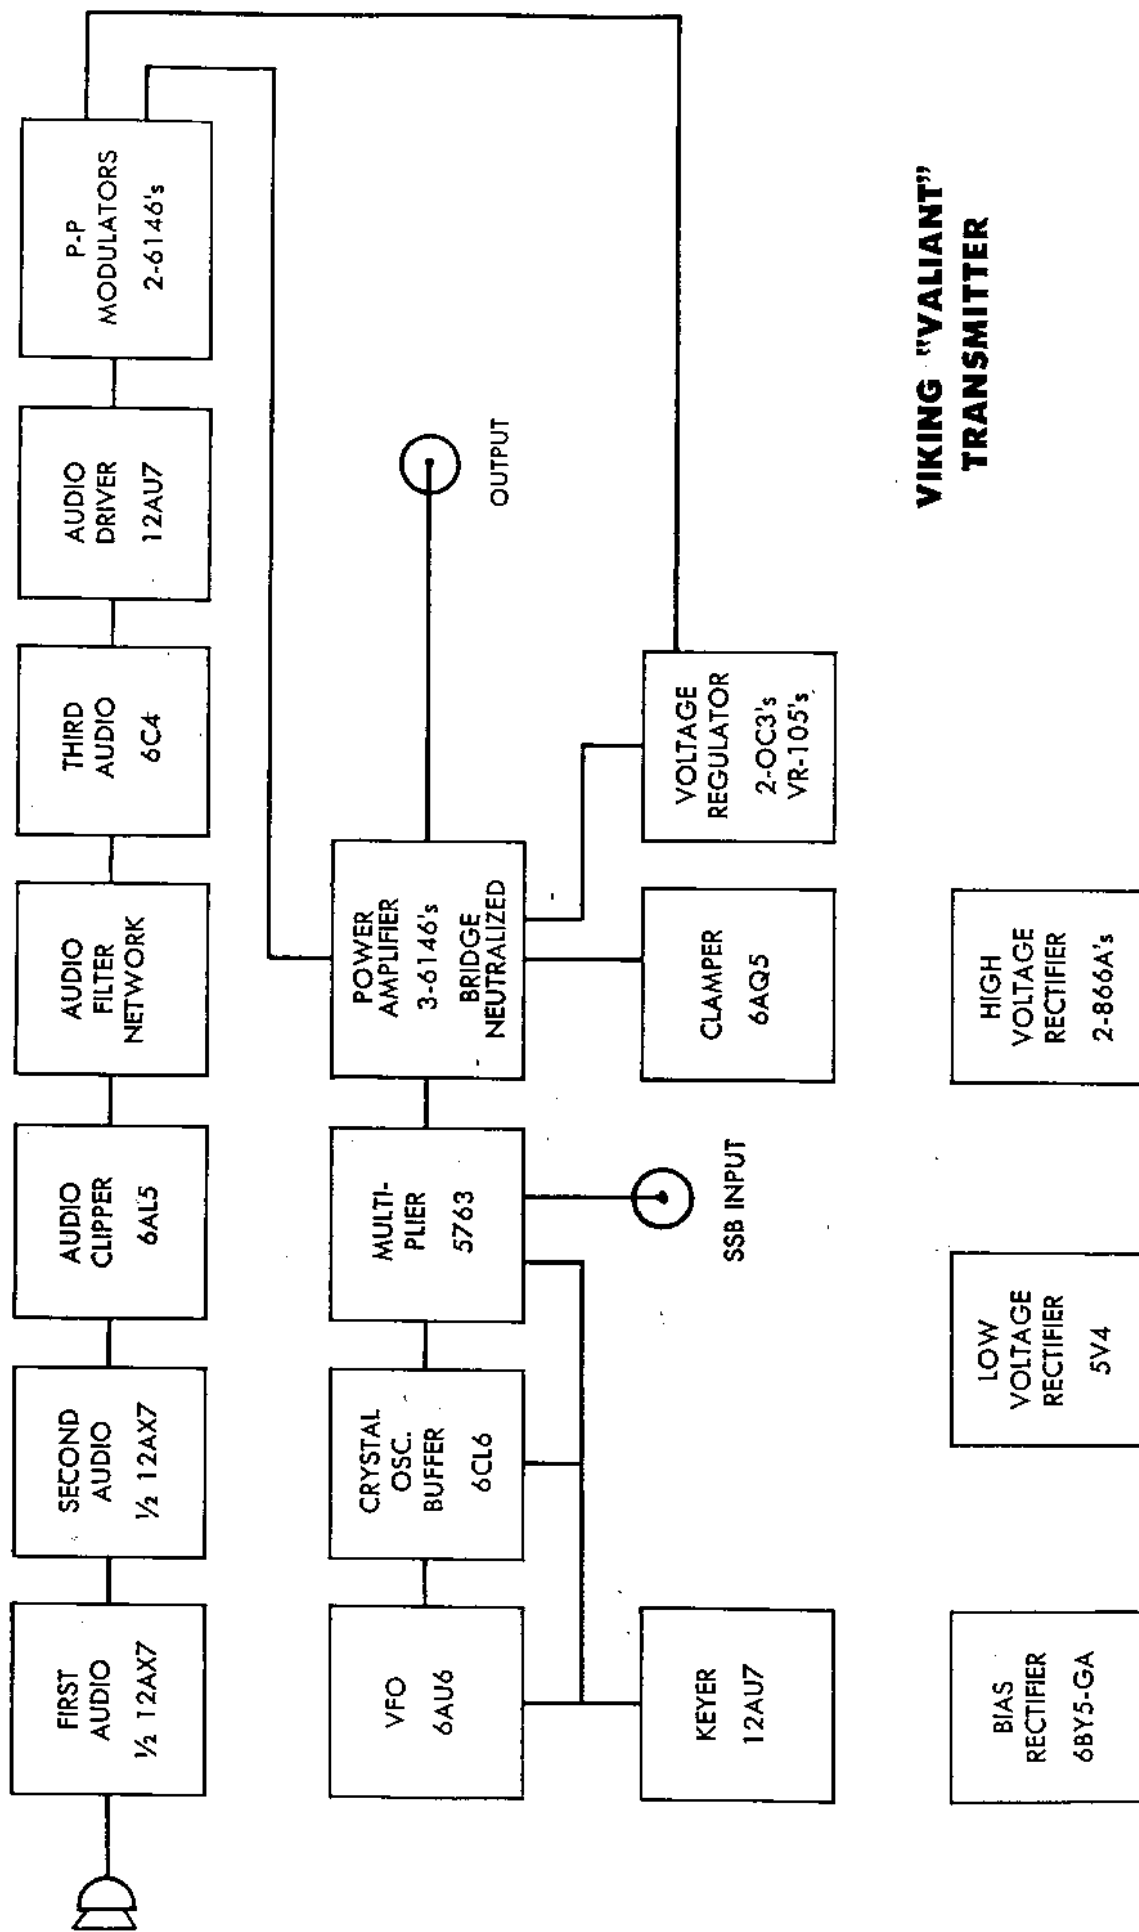 FIRST
AUDIO
½ 12AX7
SECOND
AUDIO
½ 12AX7
AUDIO
CLIPPER
6AL5
AUDIO
FILTER
NETWORK
THIRD
AUDIO
6C4
AUDIO
DRIVER
12AU7
P-P
MODULATORS
2-6146's
VFO
6AU6
CRYSTAL
OSC.
BUFFER
6CL6
MULTI-
PLIER
5763
POWER
AMPLIFIER
3-6146's
BRIDGE
NEUTRALIZED
OUTPUT
KEYER
12AU7
SSB INPUT
CLAMPER
6AQ5
VOLTAGE
REGULATOR
2-OC3's
VR-105's
BIAS
RECTIFIER
6BY5-GA
LOW
VOLTAGE
RECTIFIER
5V4
HIGH
VOLTAGE
RECTIFIER
2-866A's
VIKING "VALIANT"
TRANSMITTER